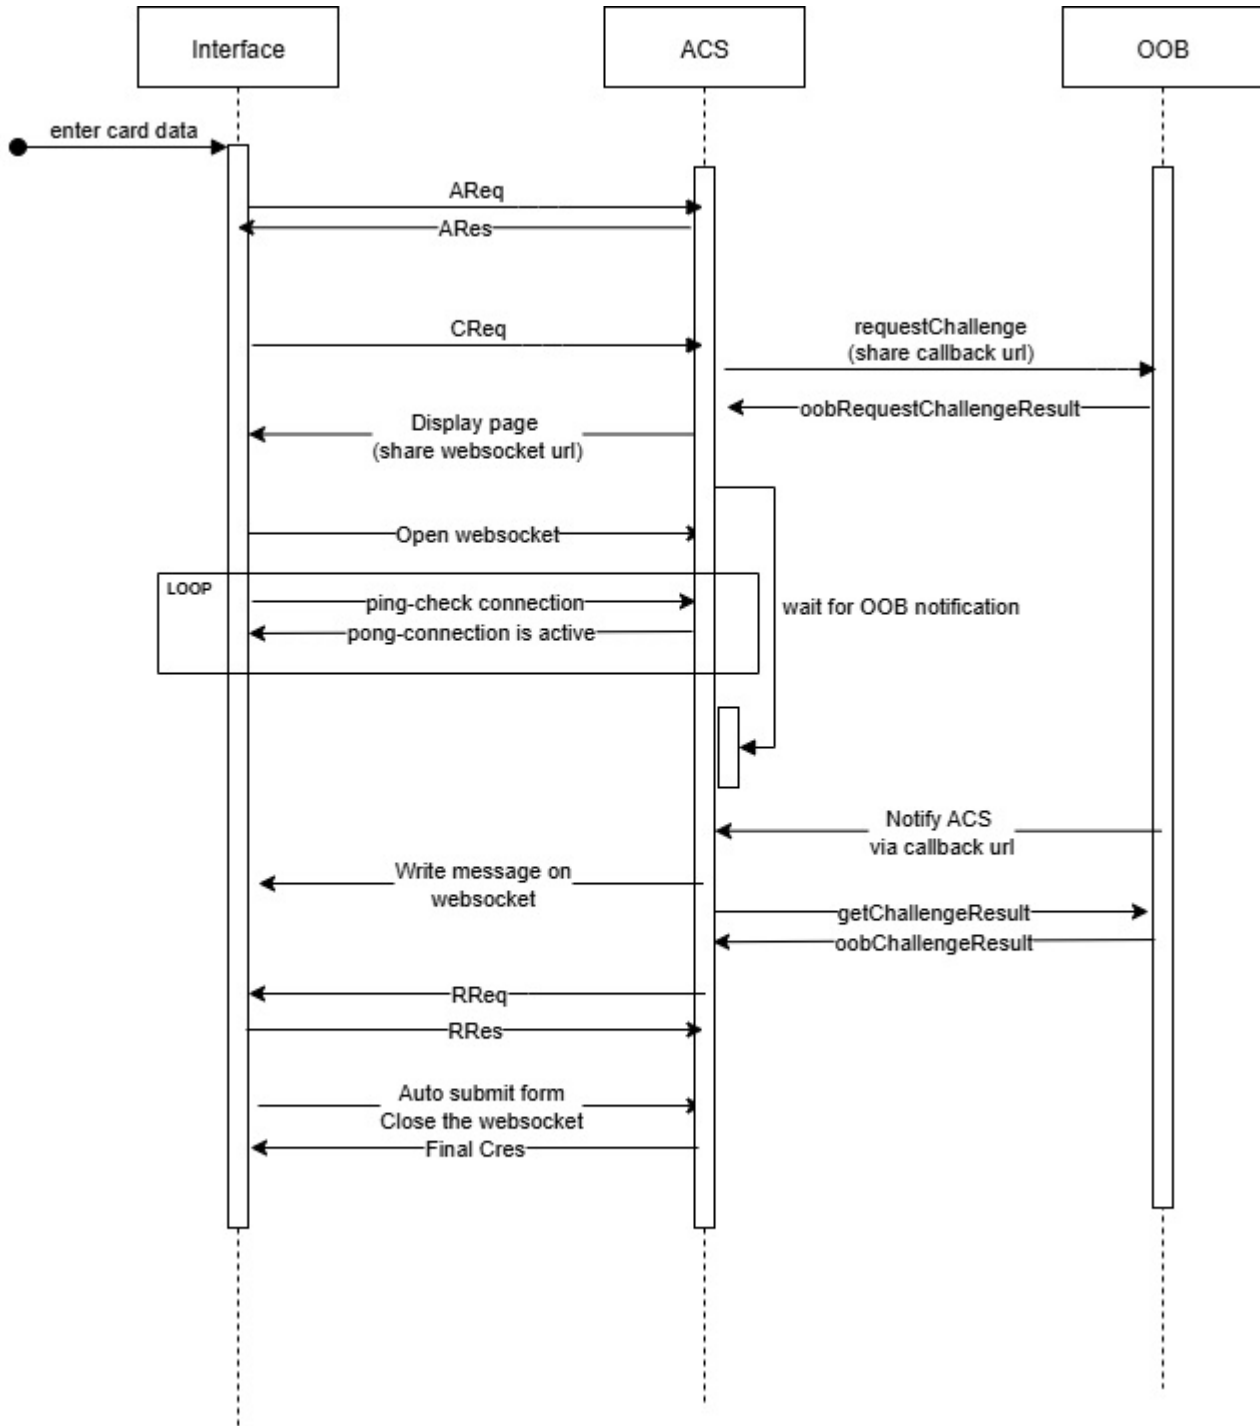 Interface
ACS
OOB
enter card data
AReq
ARes
CReq
requestChallenge
(share callback url)
oobRequestChallengeResult
Display page
(share websocket url)
Open websocket
LOOP
ping-check connection
wait for OOB notification
pong-connection is active
Notify ACS
via callback url
Write message on
websocket
getChallengeResult
oobChallengeResult
RReq
RRes
Auto submit form
Close the websocket
Final Cres